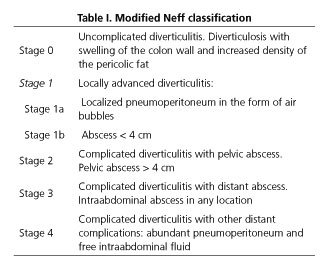 Table I. Modified Neff classification
Stage 0 Uncomplicated diverticulitis. Diverticulosis with
swelling of the colon wall and increased density of
the pericolic fat
Stage 1 Locally advanced diverticulitis:
Stage 1a Localized pneumoperitoneum in the form of air
bubbles
Stage 1b Abscess < 4 cm
Stage 2 Complicated diverticulitis with pelvic abscess.
Pelvic abscess > 4 cm
Stage 3 Complicated diverticulitis with distant abscess.
Intraabdominal abscess in any location
Stage 4 Complicated diverticulitis with other distant
complications: abundant pneumoperitoneum and
free intraabdominal fluid